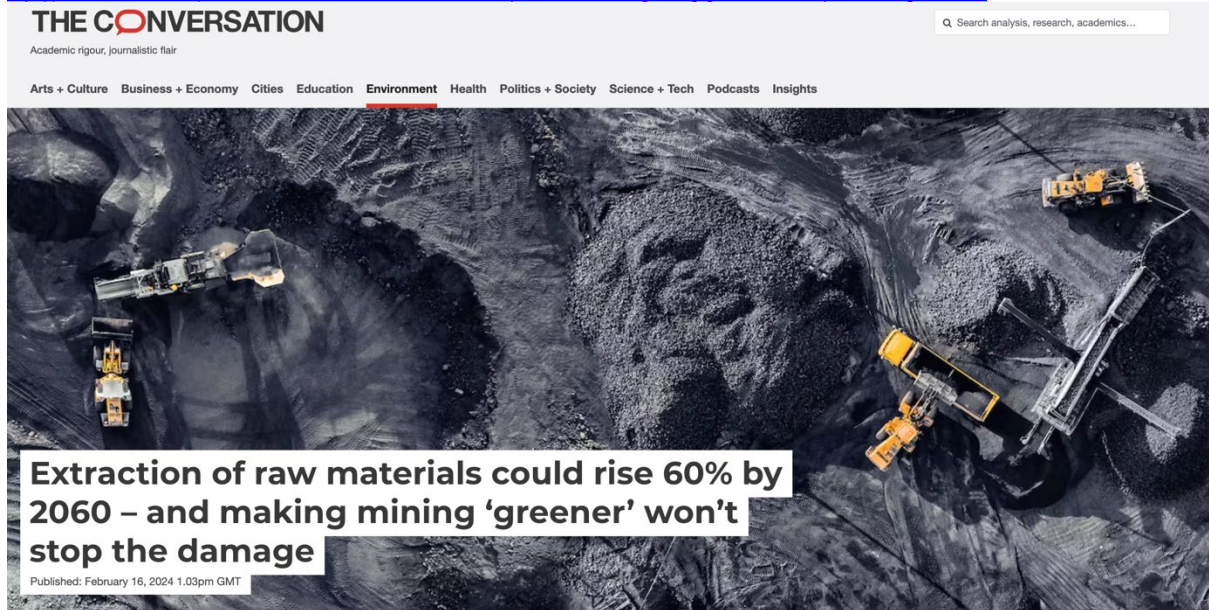 THE CONVERSATION
Search analysis, research, academics...
Academic rigour, journalistic flair
Arts + Culture Business + Economy Cities Education Environment Health Politics + Society Science + Tech Podcasts Insights
Extraction of raw materials could rise 60% by
2060 – and making mining ‘greener’ won’t
stop the damage
Published: February 16, 2024 1.03pm GMT